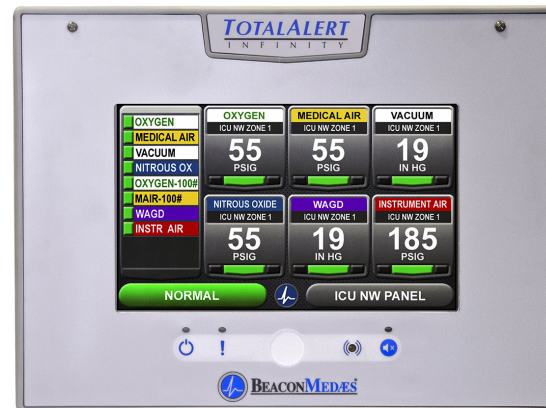 TOTALALERT
INFINITY
OXYGEN
MEDICAL AIR
VACUUM
NITROUS OX
OXYGEN-100#
MAIR-100#
WAGD
INSTR AIR
OXYGEN
ICU NW ZONE 1
55
PSIG
MEDICAL AIR
ICU NW ZONE 1
55
PSIG
VACUUM
ICU NW ZONE 1
19
IN HG
NITROUS OXIDE
ICU NW ZONE 1
55
PSIG
WAGD
ICU NW ZONE 1
19
IN HG
INSTRUMENT AIR
ICU NW ZONE 1
185
PSIG
NORMAL
ICU NW PANEL
!
BEACONMEDÆS